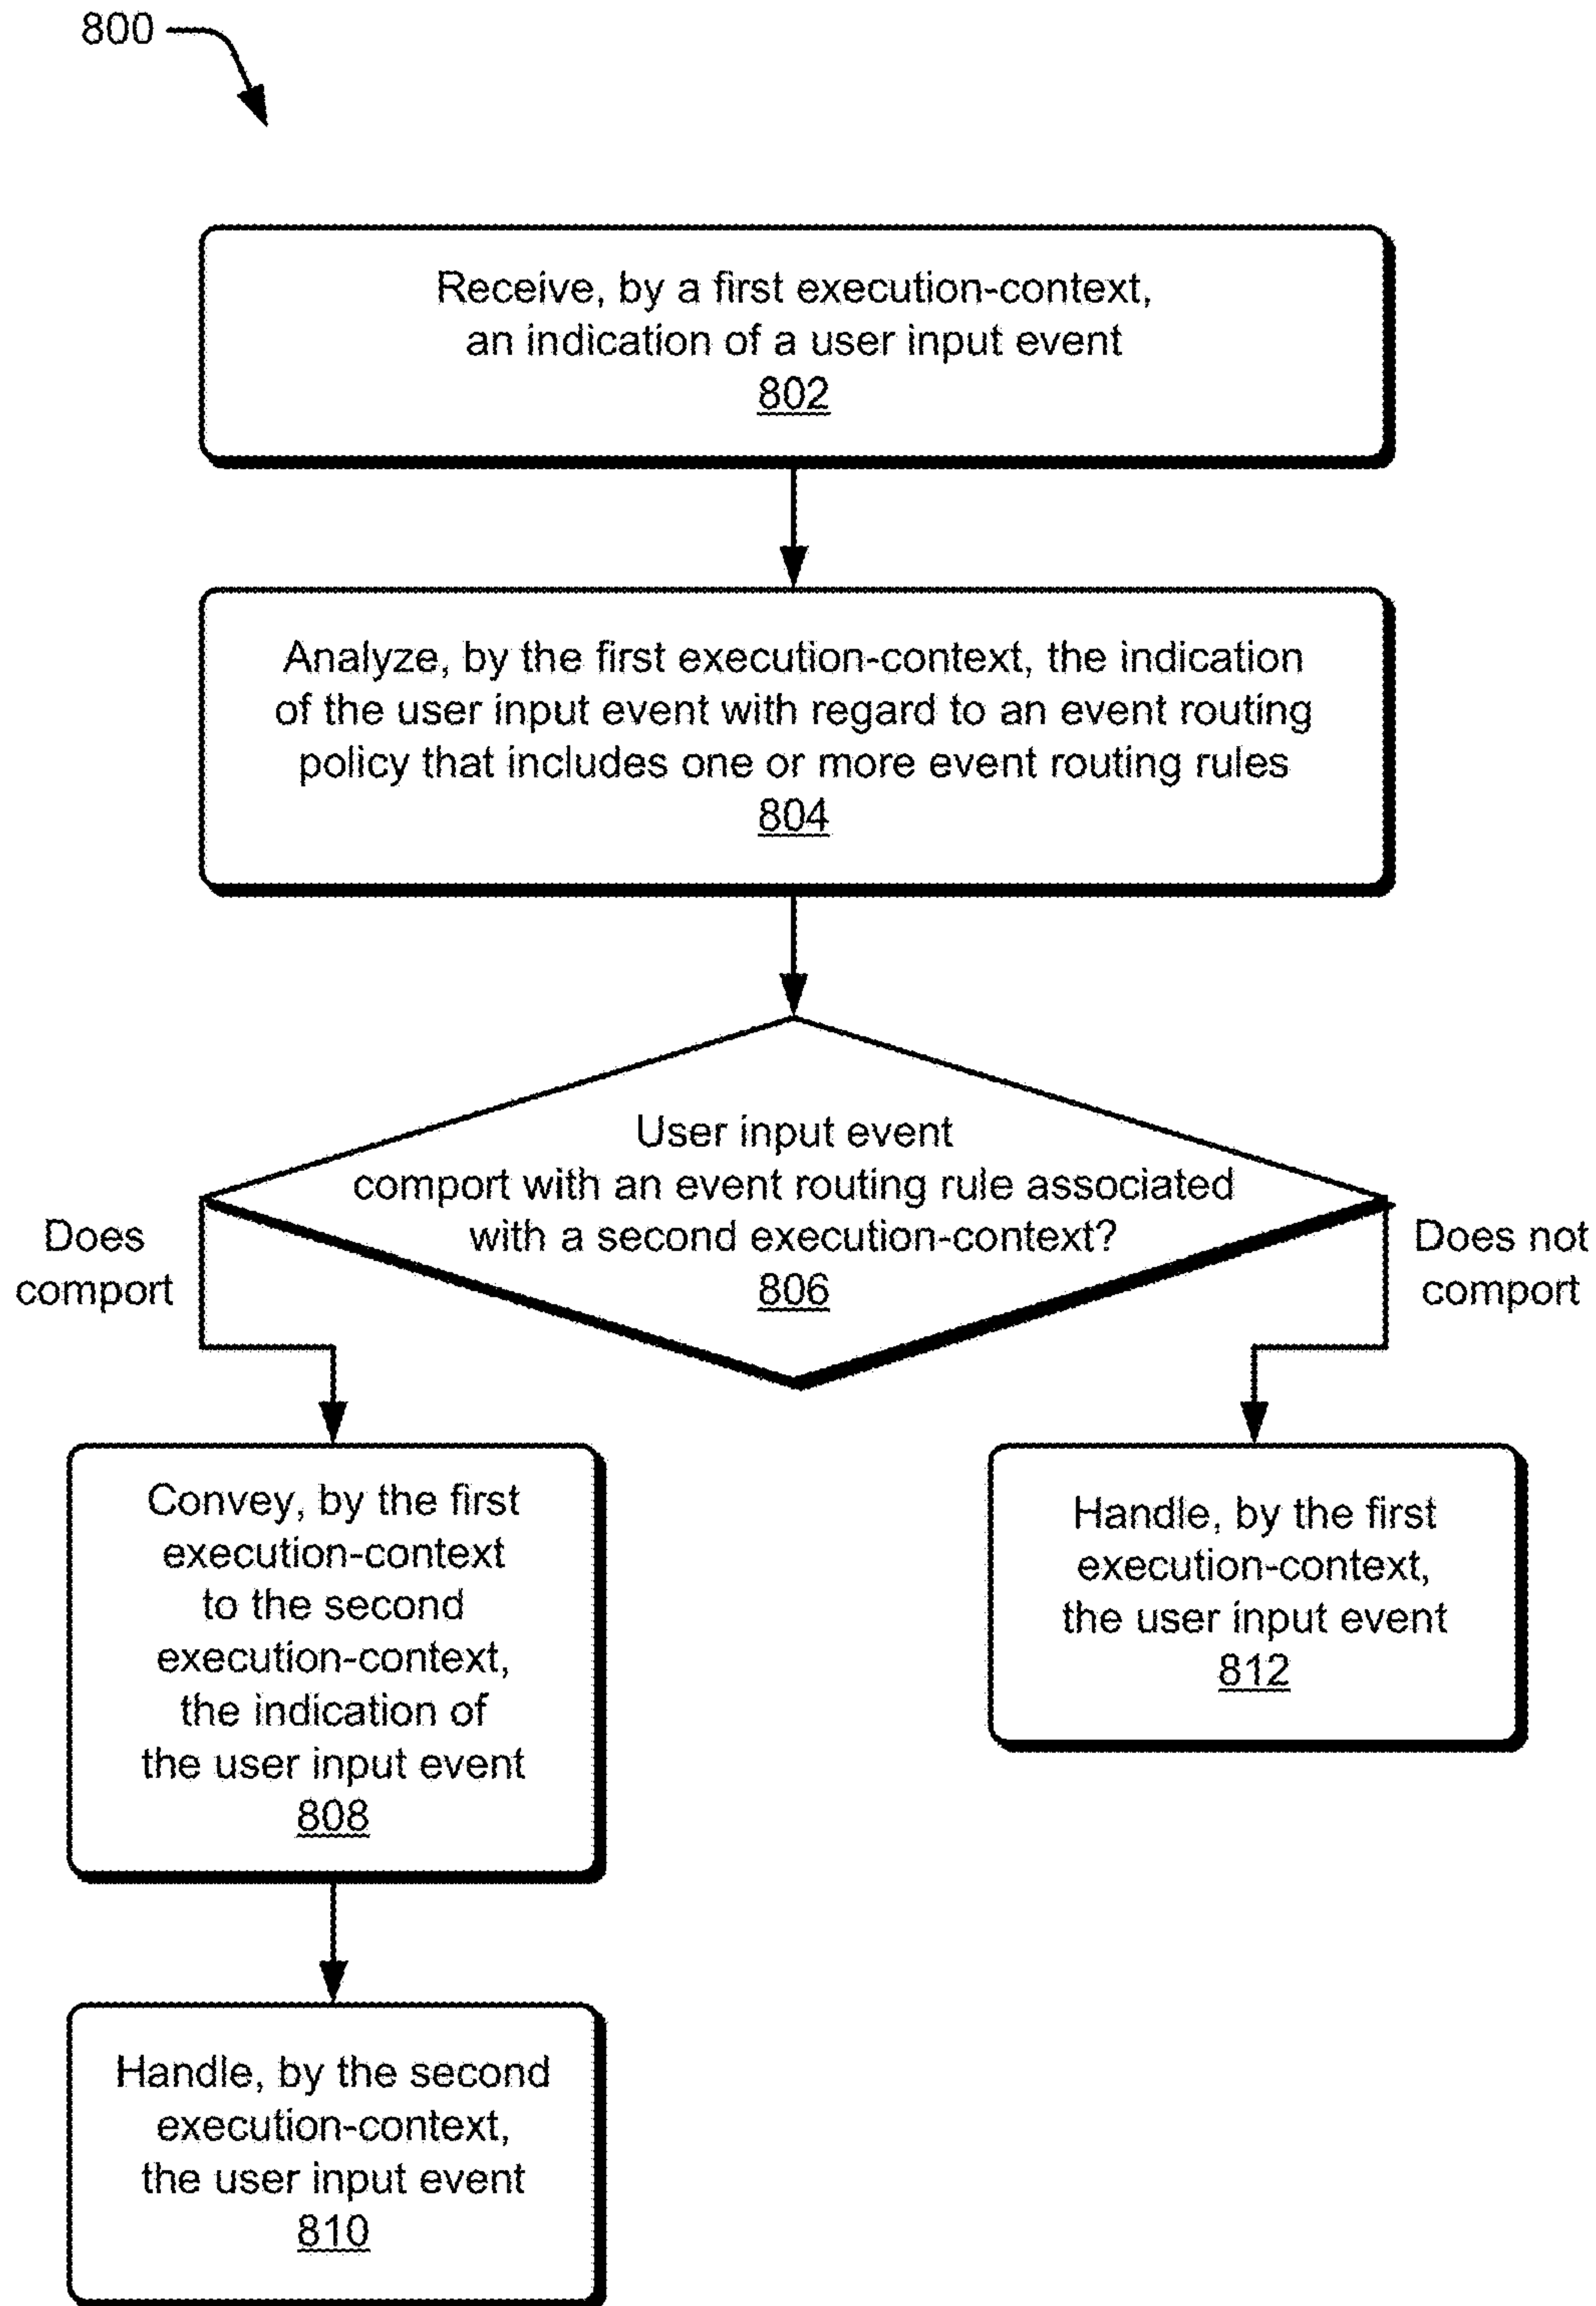 800
Receive, by a first execution-context,
an indication of a user input event
802
Analyze, by the first execution-context, the indication
of the user input event with regard to an event routing
policy that includes one or more event routing rules
804
User input event
comport with an event routing rule associated
with a second execution-context?
806
Does
comport
Does not
comport
Convey, by the first
execution-context
to the second
execution-context,
the indication of
the user input event
808
Handle, by the first
execution-context,
the user input event
812
Handle, by the second
execution-context,
the user input event
810